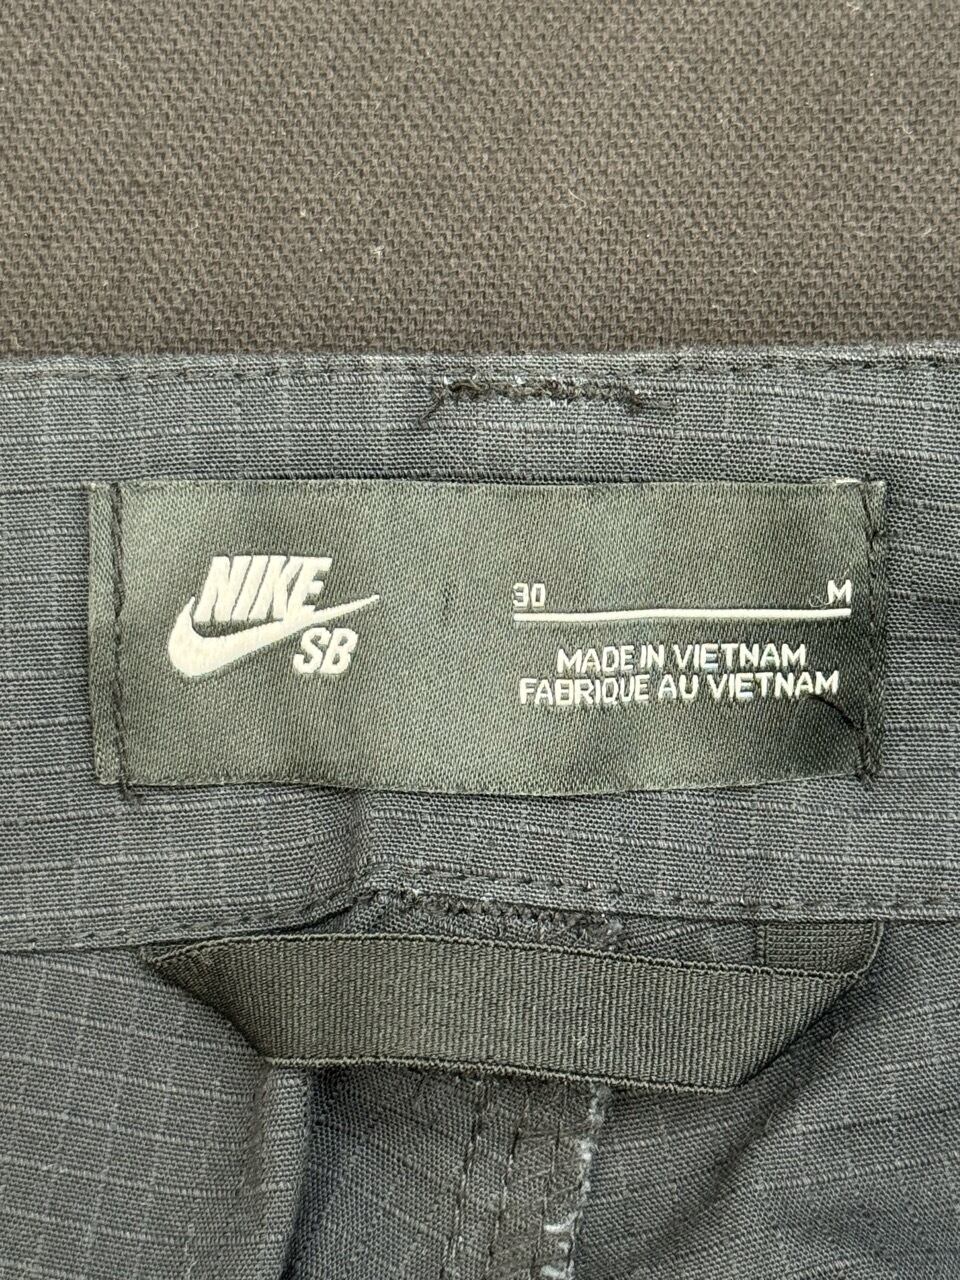 NIKE
SB
30 M
MADE IN VIETNAM
FABRIQUE AU VIETNAM